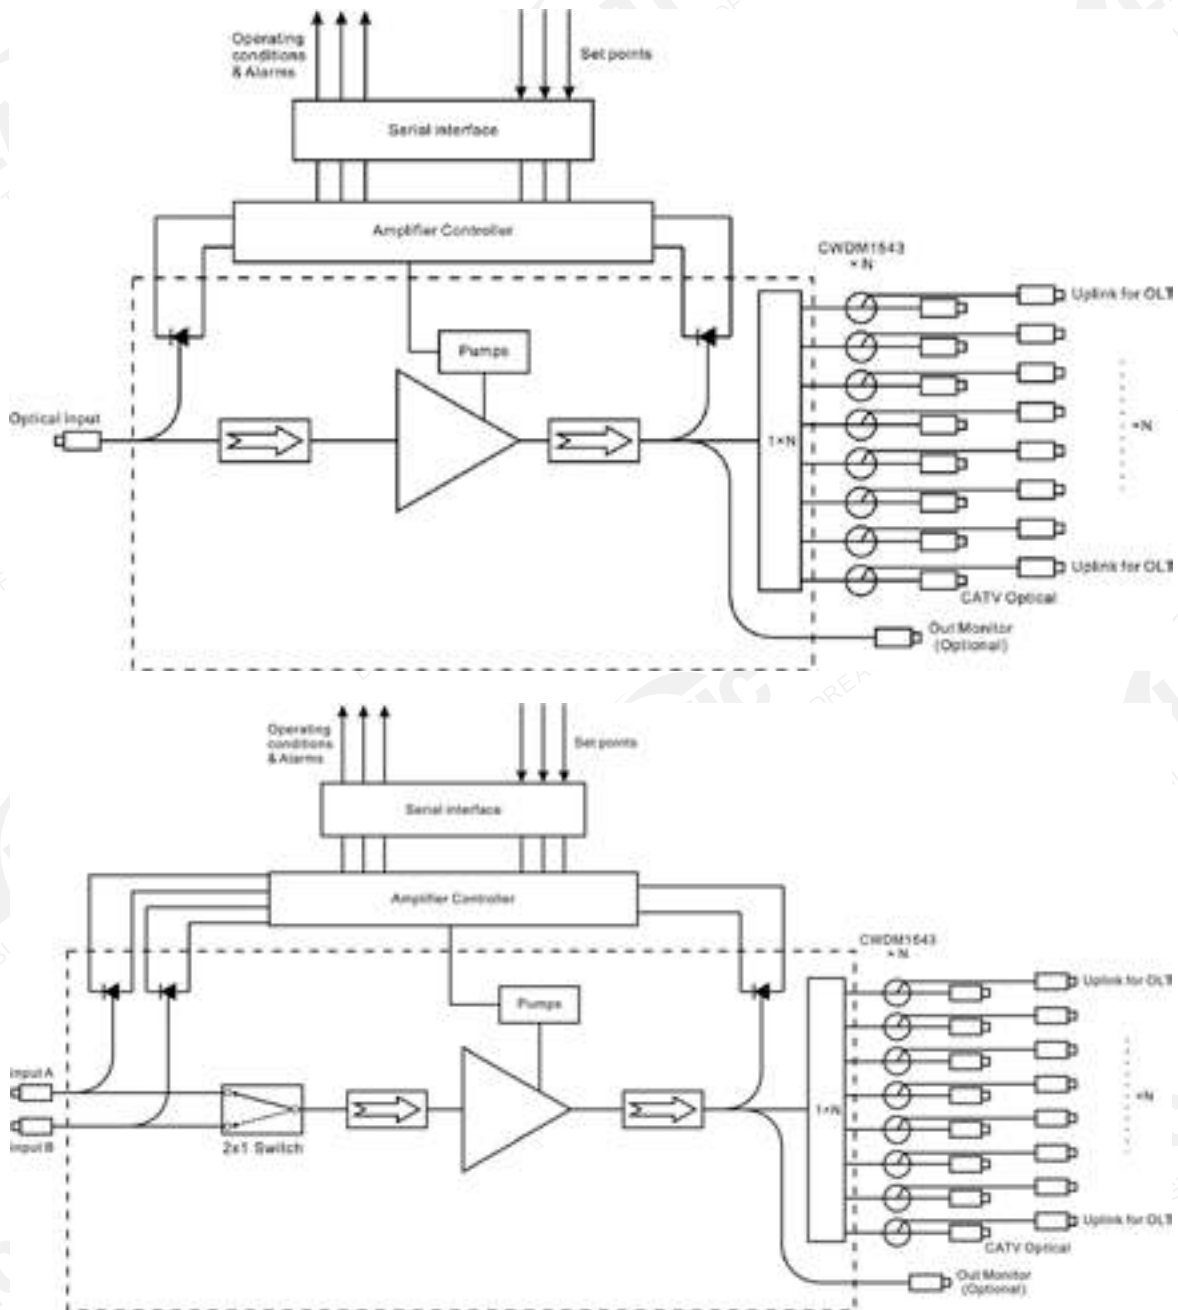 Operating
conditions
& Alarms
Set points
Serial interface
Amplifier Controller
CWDM1543
×N
Uplink for OLT
Pumps
Optical Input
1×N
×N
Uplink for OLT
CATV Optical
Out Monitor
(Optional)
Operating
conditions
& Alarms
Set points
Serial interface
Amplifier Controller
CWDM1543
×N
Uplink for OLT
Pumps
Input A
1×N
×N
Input B
2x1 Switch
Uplink for OLT
CATV Optical
Out Monitor
(Optional)